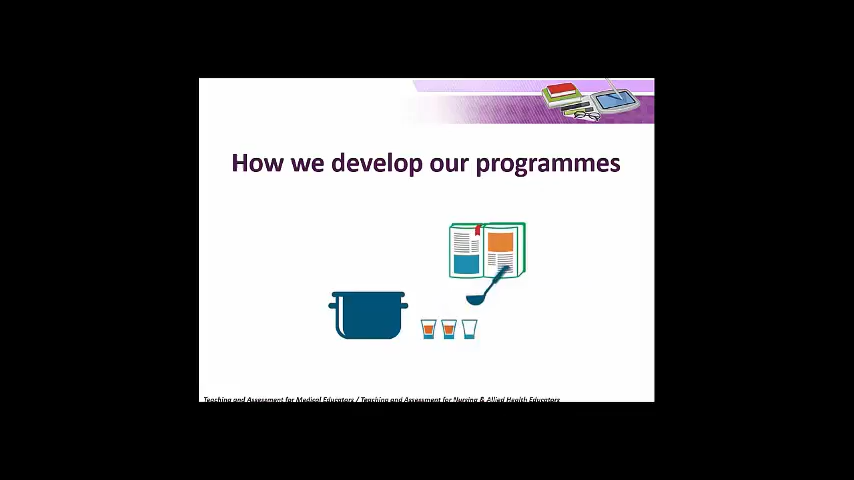 How we develop our programmes
Teaching and Assessment for Medical Educators / Teaching and Assessment for Nursing & Allied Health Educators